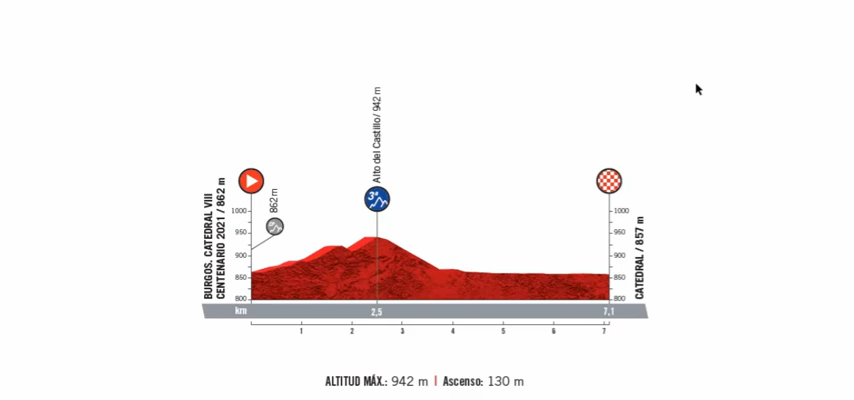 BURGOS. CATEDRAL VIII
CENTENARIO 2021 / 862 m
862 m
Alto del Castillo / 942 m
3ª
CATEDRAL / 857 m
1000
950
900
850
800
1000
950
900
850
800
km
2,5
7,1
1
2
3
4
5
6
7
ALTITUD MÁX.: 942 m | Ascenso: 130 m